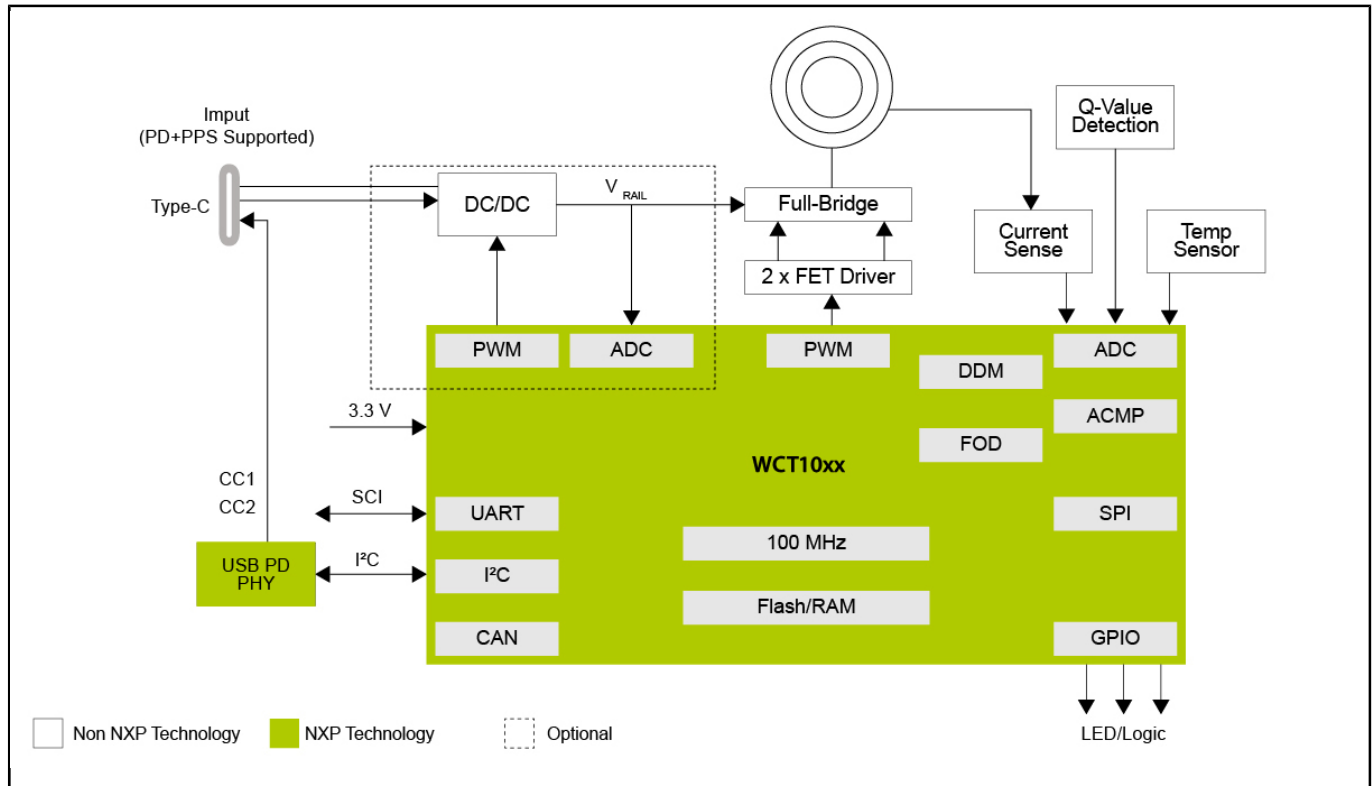 Imput
(PD+PPS Supported)
Type-C
DC/DC
V RAIL
Full-Bridge
2 x FET Driver
Q-Value
Detection
Current
Sense
Temp
Sensor
PWM
ADC
PWM
ADC
DDM
ACMP
FOD
3.3 V
WCT10xx
CC1
CC2
SCI
UART
SPI
100 MHz
USB PD
PHY
I²C
I²C
Flash/RAM
CAN
GPIO
LED/Logic
Non NXP Technology
NXP Technology
Optional